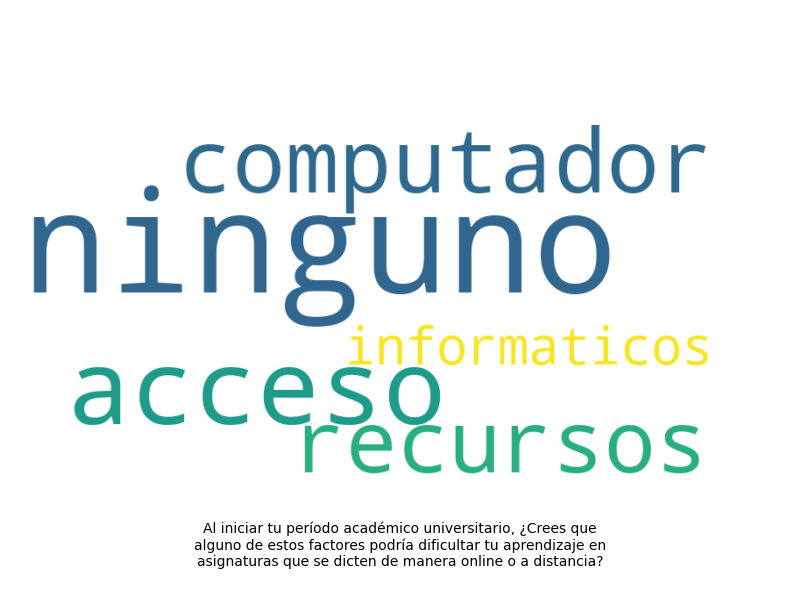 computador
ninguno
informaticos
acceso
recursos
Al iniciar tu período académico universitario, ¿Crees que
alguno de estos factores podría dificultar tu aprendizaje en
asignaturas que se dicten de manera online o a distancia?